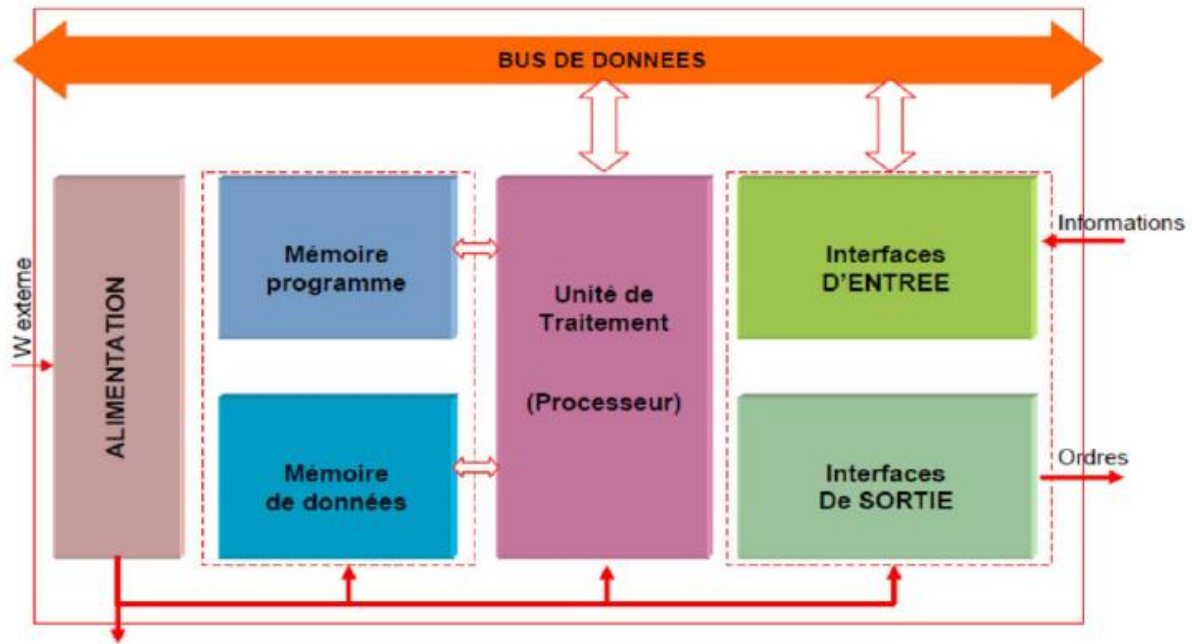 BUS DE DONNEES
W externe
ALIMENTATION
Mémoire
programme
Mémoire
de données
Unité de
Traitement
(Processeur)
Interfaces
D'ENTREE
Interfaces
De SORTIE
Informations
Ordres